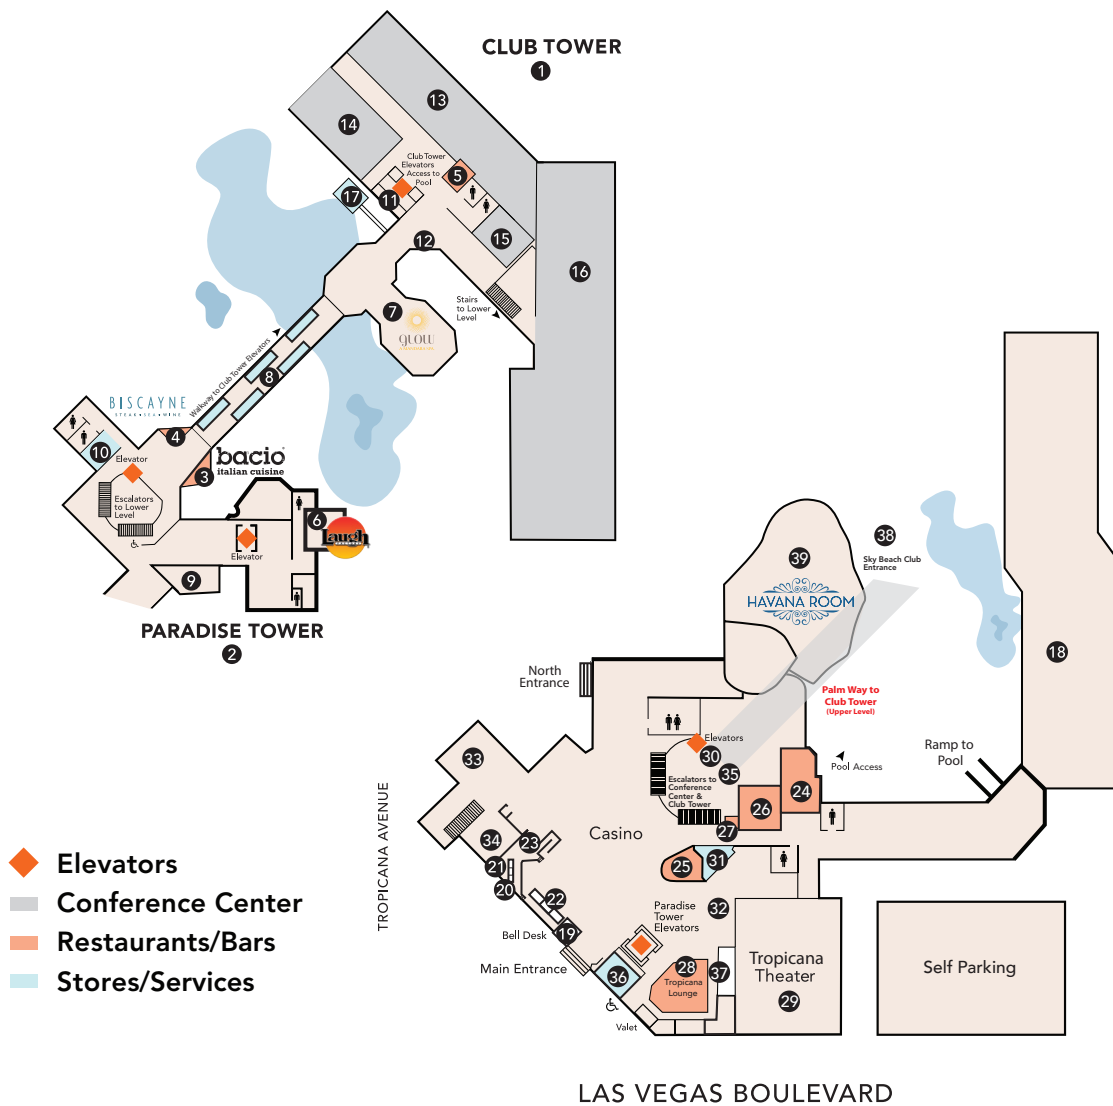 CLUB TOWER
1
13
14
Club Tower
Elevators
Access to
Pool
5
17
11
12
15
16
7
glow
Stairs
to Lower
Level
Walkway to Club Tower Elevators
8
BISCAYNE
STEAK • SEA • WINE
4
10
Elevator
3
bacio
italian cuisine
Escalators
to Lower
Level
6
Laugh
Elevator
9
PARADISE TOWER
2
38
Sky Beach Club
Entrance
39
HAVANA ROOM
18
North
Entrance
Palm Way to
Club Tower
(Upper Level)
Elevators
30
35
Escalators to
Conference
Center &
Club Tower
Pool Access
Ramp to
Pool
33
24
26
27
Casino
34
23
21
20
22
19
Bell Desk
Main Entrance
25
31
32
Paradise
Tower
Elevators
36
28
Tropicana
Lounge
37
Tropicana
Theater
29
Valet
Self Parking
TROPICANA AVENUE
Elevators
Conference Center
Restaurants/Bars
Stores/Services
LAS VEGAS BOULEVARD